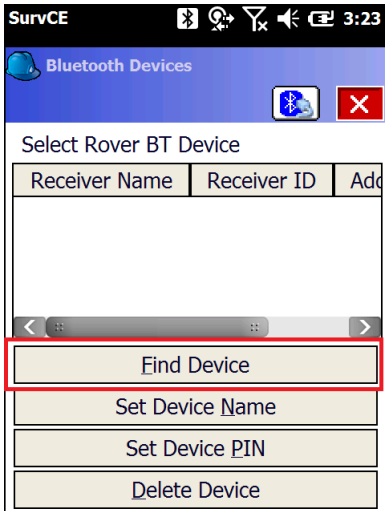 SurvCE 3:23
Bluetooth Devices
Select Rover BT Device
Receiver Name Receiver ID Add
Find Device
Set Device Name
Set Device PIN
Delete Device